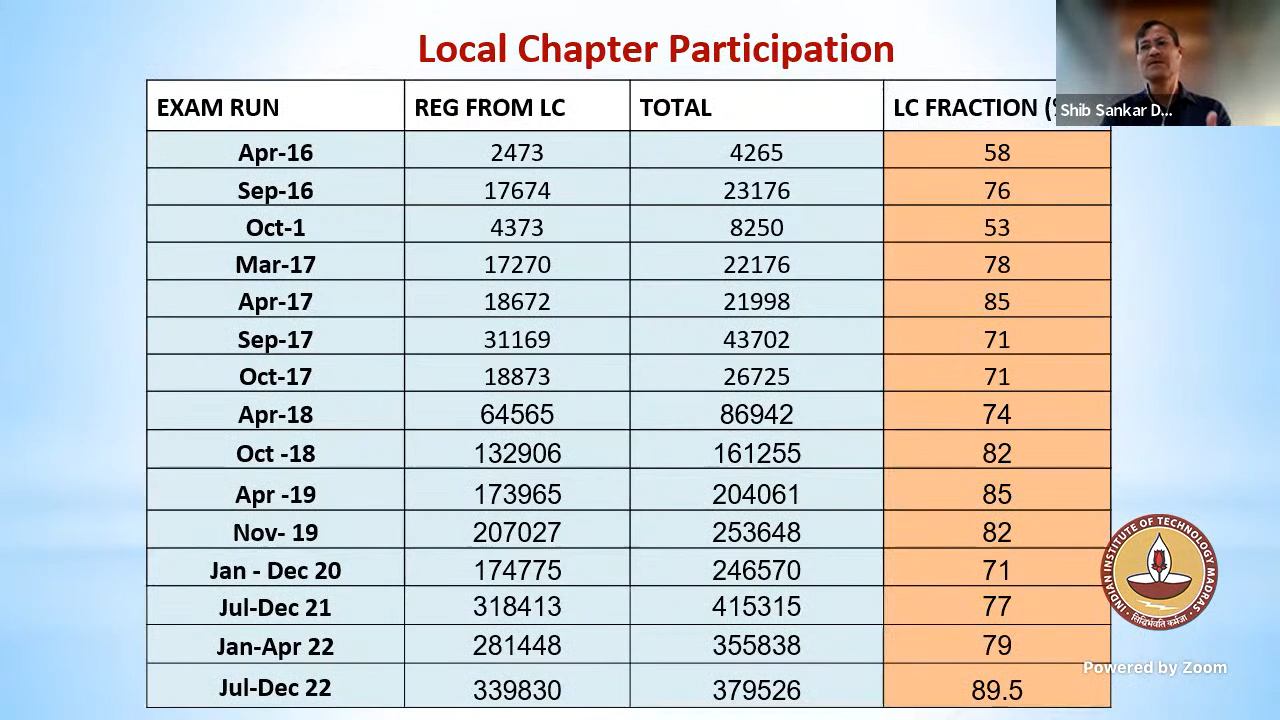 Local Chapter Participation
EXAM RUN REG FROM LC TOTAL LC FRACTION (
Shib Sankar D...
Apr-16 2473 4265 58
Sep-16 17674 23176 76
Oct-1 4373 8250 53
Mar-17 17270 22176 78
Apr-17 18672 21998 85
Sep-17 31169 43702 71
Oct-17 18873 26725 71
Apr-18 64565 86942 74
Oct -18 132906 161255 82
Apr -19 173965 204061 85
Nov- 19 207027 253648 82
Jan - Dec 20 174775 246570 71
Jul-Dec 21 318413 415315 77
Jan-Apr 22 281448 355838 79
Jul-Dec 22 339830 379526 89.5
INDIAN INSTITUTE OF TECHNOLOGY MADRAS
सिद्धिर्भवति कर्मजा
Powered by Zoom